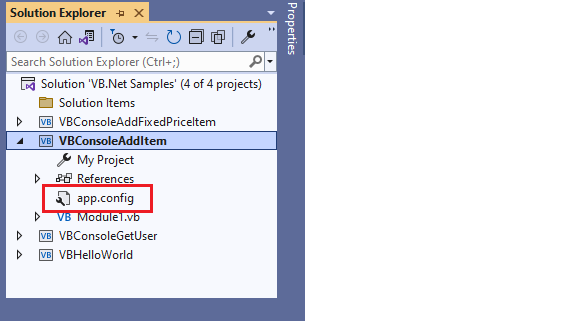 Solution Explorer
Properties
Search Solution Explorer (Ctrl+;)
Solution 'VB.Net Samples' (4 of 4 projects)
Solution Items
VB VBConsoleAddFixedPriceItem
VB VBConsoleAddItem
My Project
References
app.config
VB Module1.vb
VB VBConsoleGetUser
VB VBHelloWorld